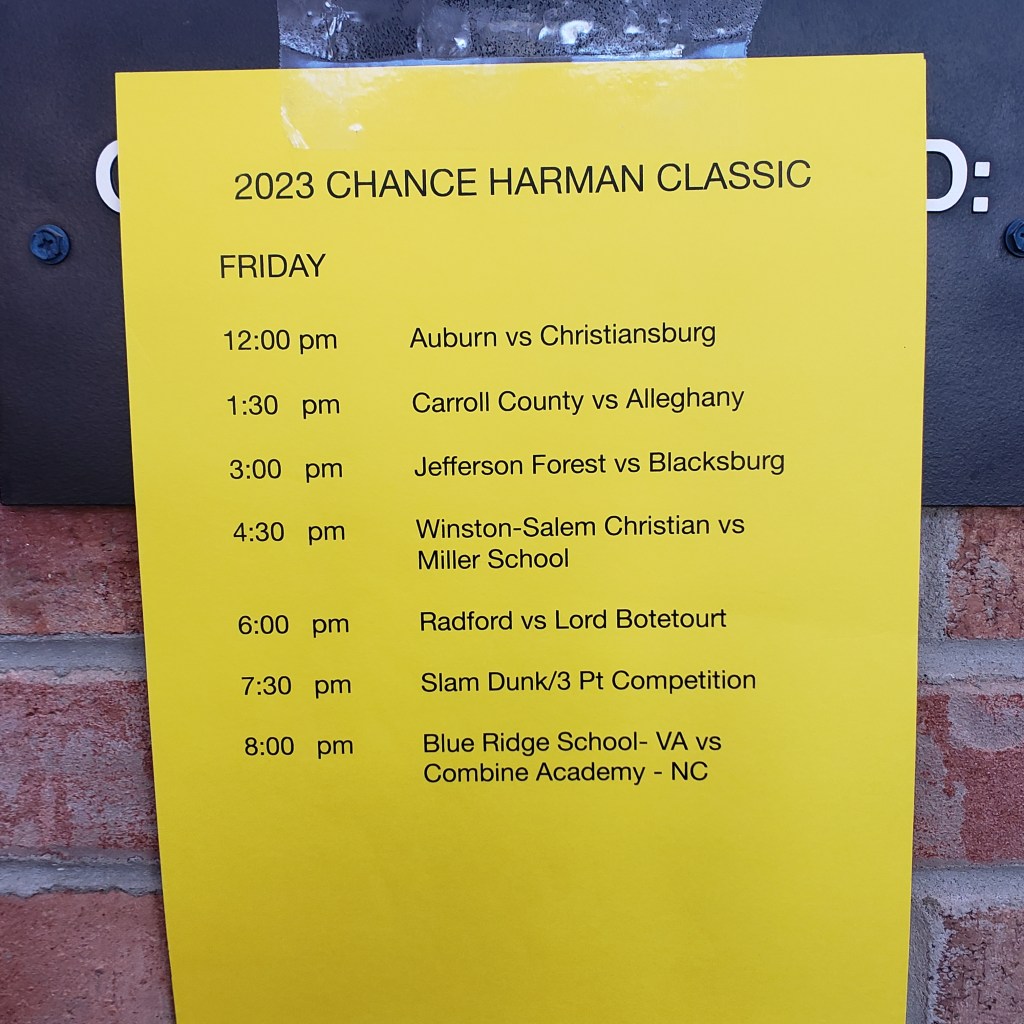 2023 CHANCE HARMAN CLASSIC
FRIDAY
12:00 pm Auburn vs Christiansburg
1:30 pm Carroll County vs Alleghany
3:00 pm Jefferson Forest vs Blacksburg
4:30 pm Winston-Salem Christian vs
Miller School
6:00 pm Radford vs Lord Botetourt
7:30 pm Slam Dunk/3 Pt Competition
8:00 pm Blue Ridge School- VA vs
Combine Academy - NC